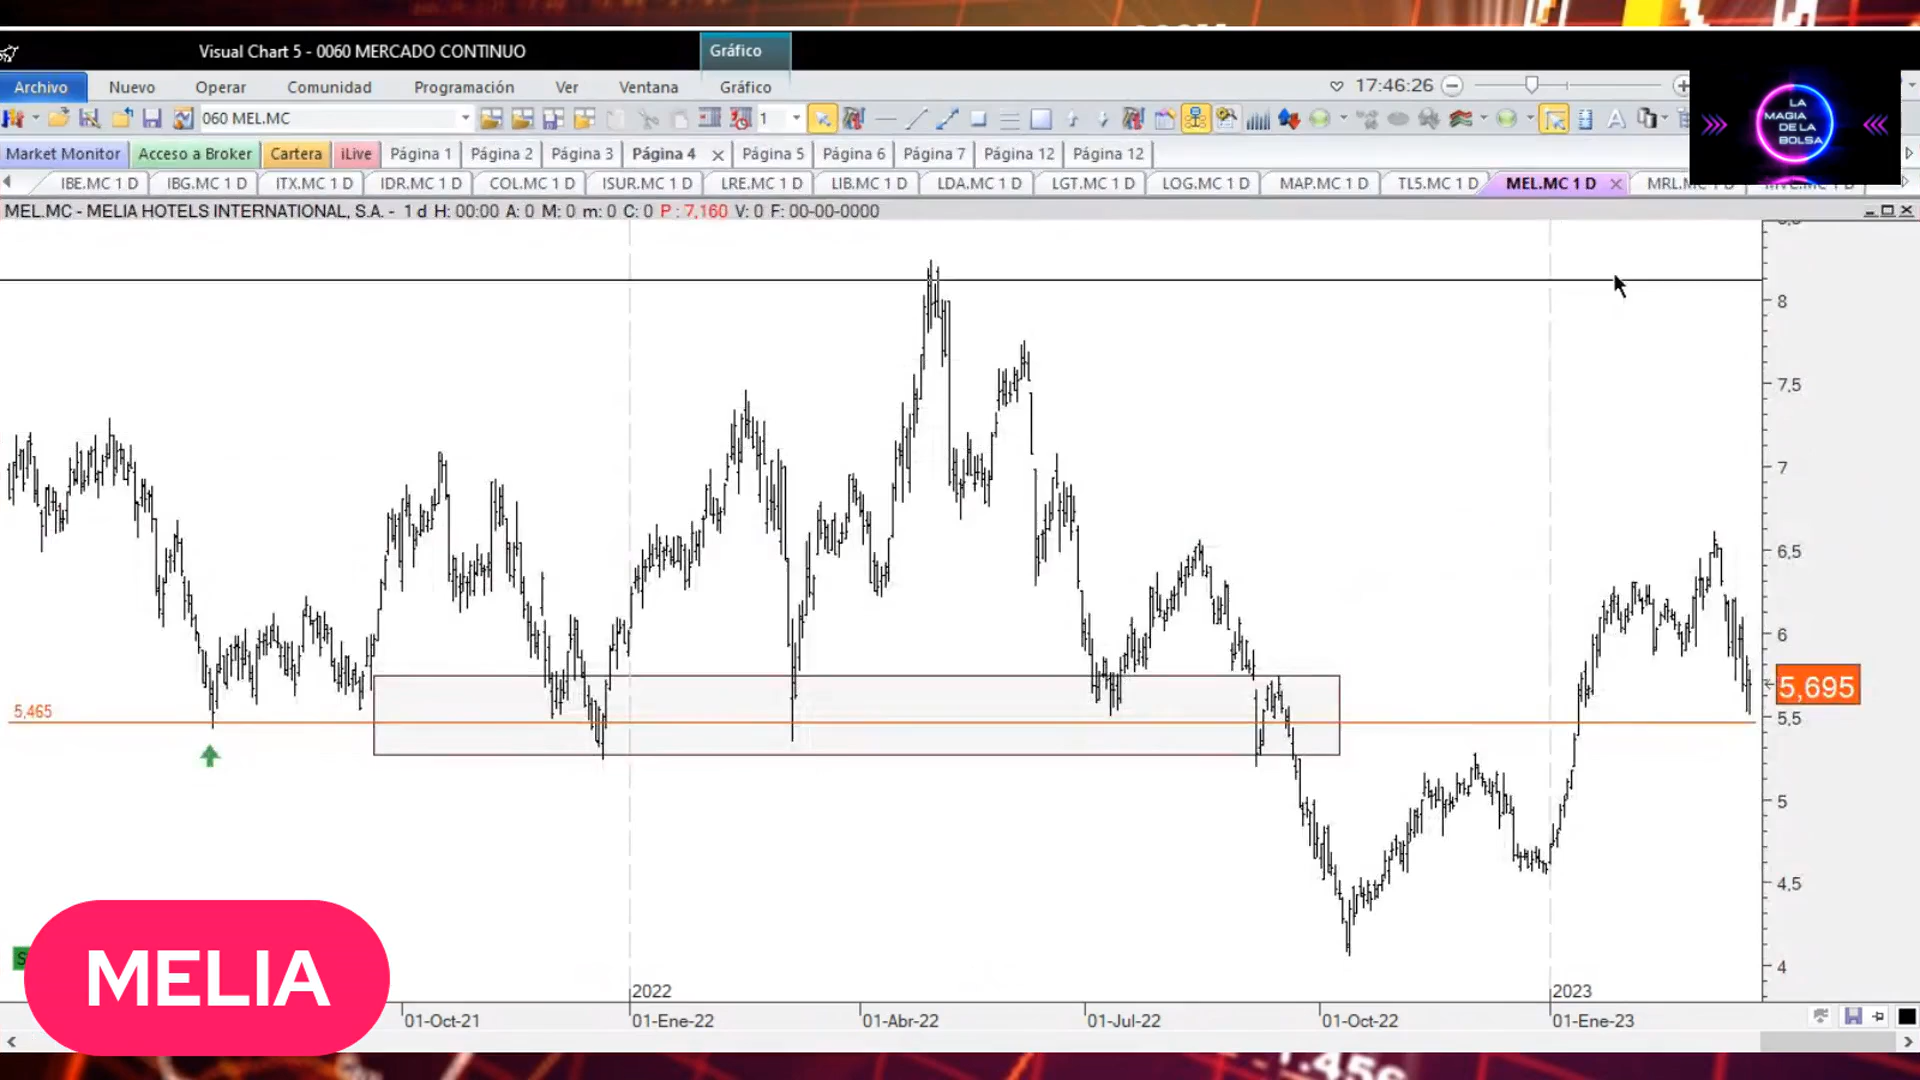 Visual Chart 5 - 0060 MERCADO CONTINUO
Gráfico
Archivo Nuevo Operar Comunidad Programación Ver Ventana Gráfico
17:46:26
060 MEL.MC
1
LA
MAGIA
DE LA
BOLSA
Market Monitor Acceso a Broker Cartera iLive Página 1 Página 2 Página 3 Página 4 Página 5 Página 6 Página 7 Página 12 Página 12
IBE.MC 1 D IBG.MC 1 D ITX.MC 1 D IDR.MC 1 D COL.MC 1 D ISUR.MC 1 D LRE.MC 1 D LIB.MC 1 D LDA.MC 1 D LGT.MC 1 D LOG.MC 1 D MAP.MC 1 D TL5.MC 1 D MEL.MC 1 D
MEL.MC - MELIA HOTELS INTERNATIONAL, S.A. - 1 d H: 00:00 A: 0 M: 0 m: 0 C: 0 P : 7,160 V: 0 F: 00-00-0000
8
7,5
7
6,5
6
5,695
5,465
5,5
5
4,5
4
MELIA
2022
2023
01-Oct-21
01-Ene-22
01-Abr-22
01-Jul-22
01-Oct-22
01-Ene-23